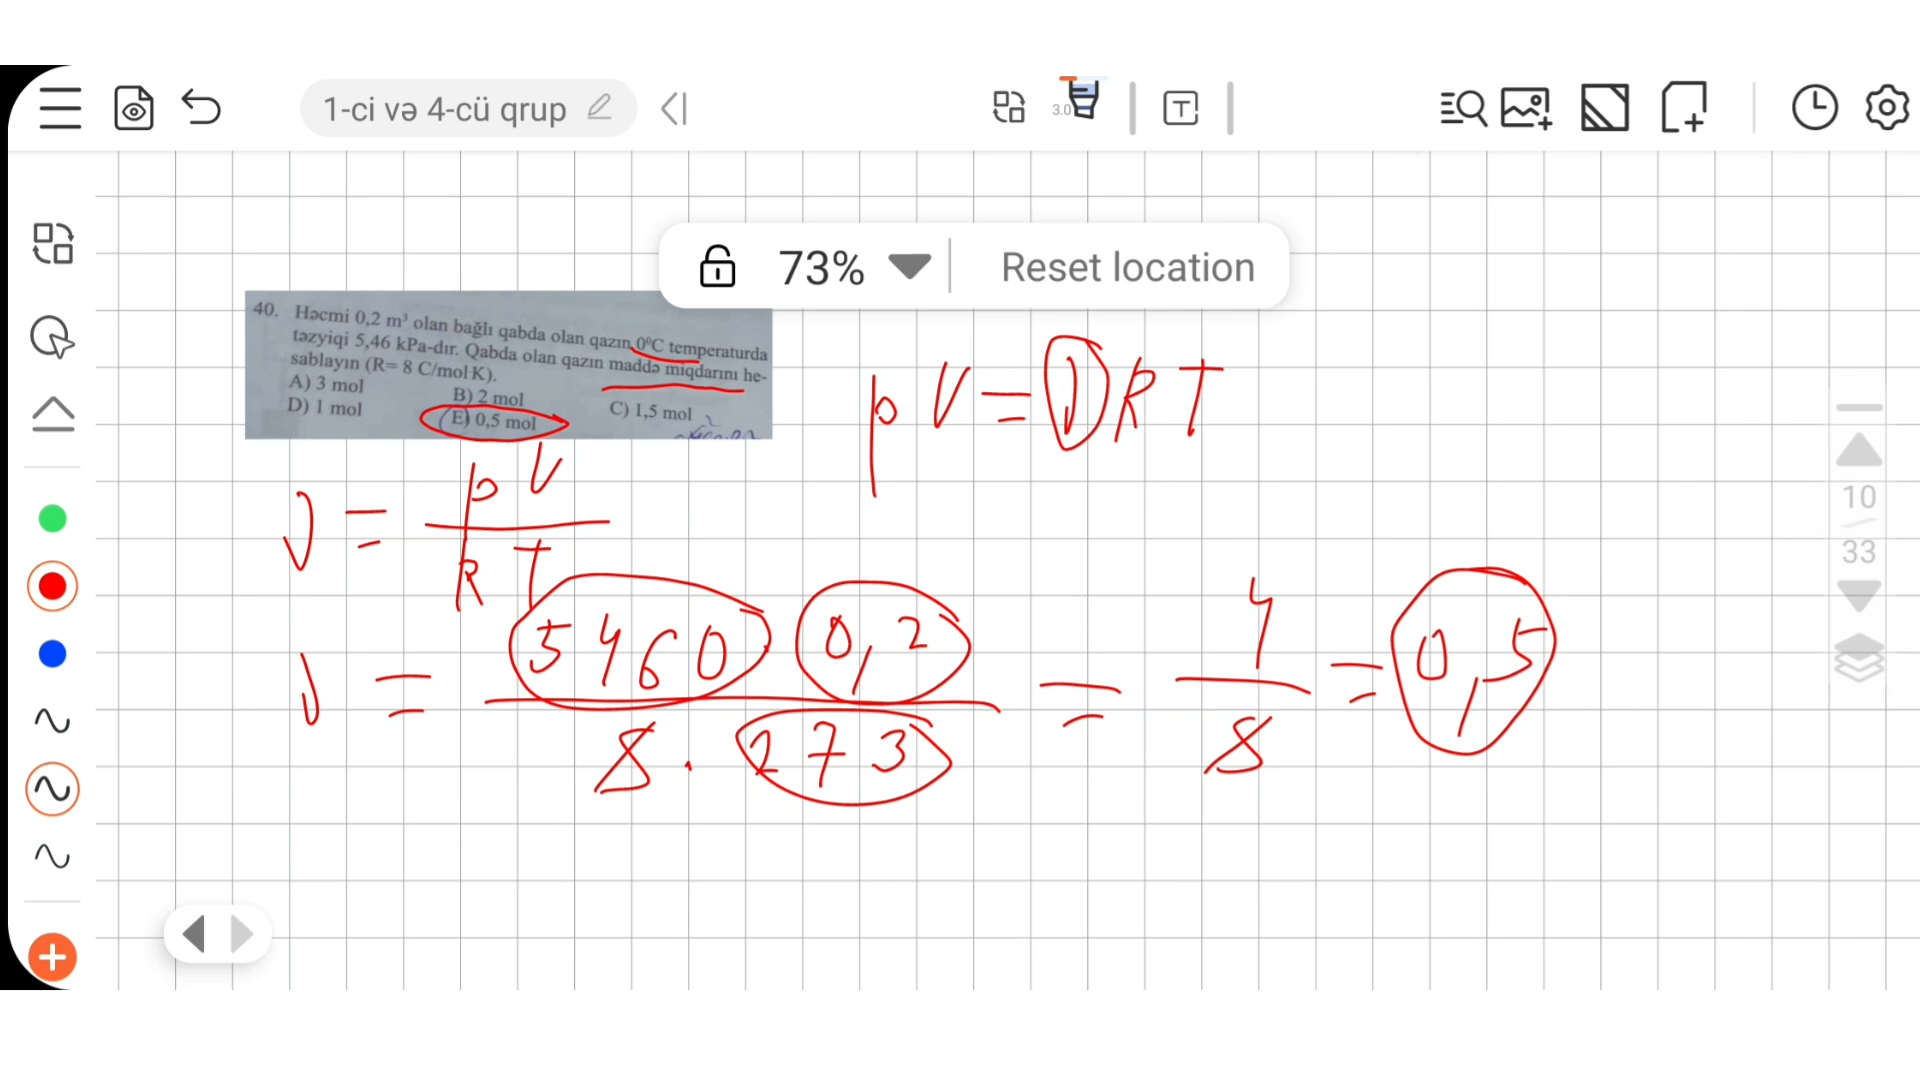 1-ci və 4-cü qrup
3.0
T
73%
Reset location
40. Həcmi 0,2 m³ olan bağlı qabda olan qazın 0⁰C temperaturda
təzyiqi 5,46 kPa-dır. Qabda olan qazın maddə miqdarını he-
sablayın (R= 8 C/mol·K).
A) 3 mol B) 2 mol C) 1,5 mol
D) 1 mol E) 0,5 mol
pV = νRT
ν = pV / RT
ν = 5460 0,2 / 8 · 273 = 4 / 8 = 0,5
10
33